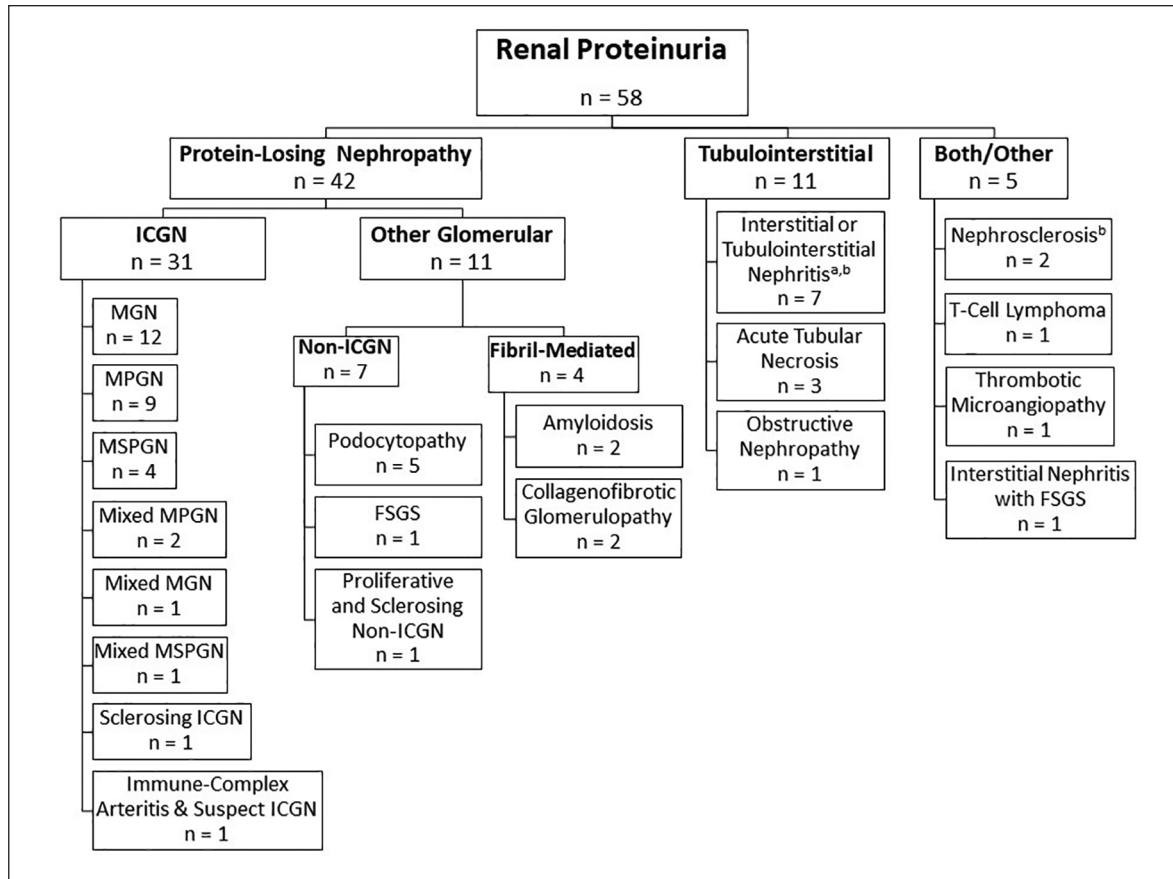 Renal Proteinuria
n = 58
Protein-Losing Nephropathy
n = 42
Tubulointerstitial
n = 11
Both/Other
n = 5
ICGN
n = 31
Other Glomerular
n = 11
MGN
n = 12
MPGN
n = 9
MSPGN
n = 4
Mixed MPGN
n = 2
Mixed MGN
n = 1
Mixed MSPGN
n = 1
Sclerosing ICGN
n = 1
Immune-Complex
Arteritis & Suspect ICGN
n = 1
Non-ICGN
n = 7
Podocytopathy
n = 5
FSGS
n = 1
Proliferative
and Sclerosing
Non-ICGN
n = 1
Fibril-Mediated
n = 4
Amyloidosis
n = 2
Collagenofibrotic
Glomerulopathy
n = 2
Interstitial or
Tubulointerstitial
Nephritisa,b
n = 7
Acute Tubular
Necrosis
n = 3
Obstructive
Nephropathy
n = 1
Nephrosclerosisb
n = 2
T-Cell Lymphoma
n = 1
Thrombotic
Microangiopathy
n = 1
Interstitial Nephritis
with FSGS
n = 1